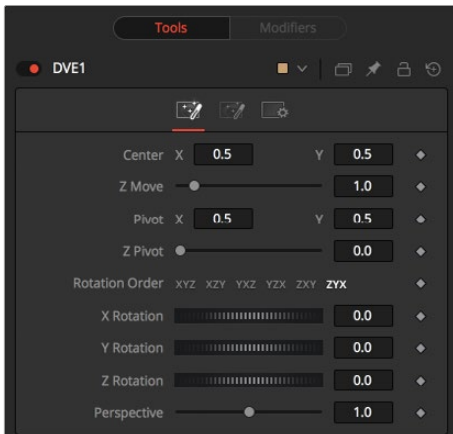 Tools Modifiers
DVE1
Center X 0.5 Y 0.5
Z Move 1.0
Pivot X 0.5 Y 0.5
Z Pivot 0.0
Rotation Order XYZ XZY YXZ YZX ZXY ZYX
X Rotation 0.0
Y Rotation 0.0
Z Rotation 0.0
Perspective 1.0